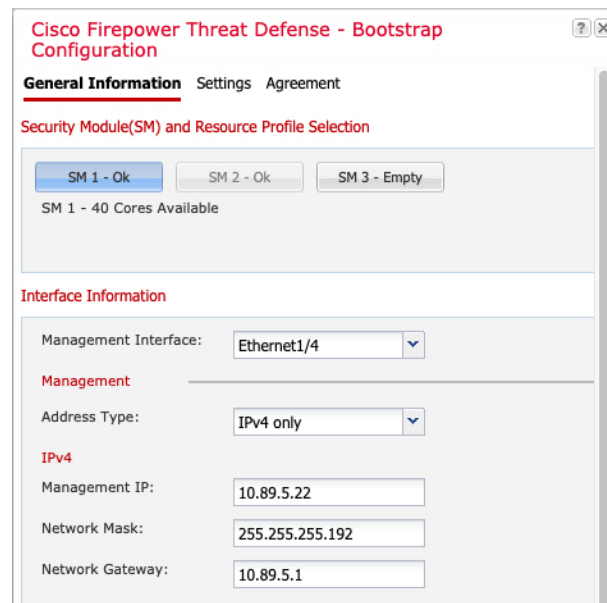 Cisco Firepower Threat Defense - Bootstrap
Configuration
? X
General Information Settings Agreement
Security Module(SM) and Resource Profile Selection
SM 1 - Ok SM 2 - Ok SM 3 - Empty
SM 1 - 40 Cores Available
Interface Information
Management Interface: Ethernet1/4
Management
Address Type: IPv4 only
IPv4
Management IP: 10.89.5.22
Network Mask: 255.255.255.192
Network Gateway: 10.89.5.1